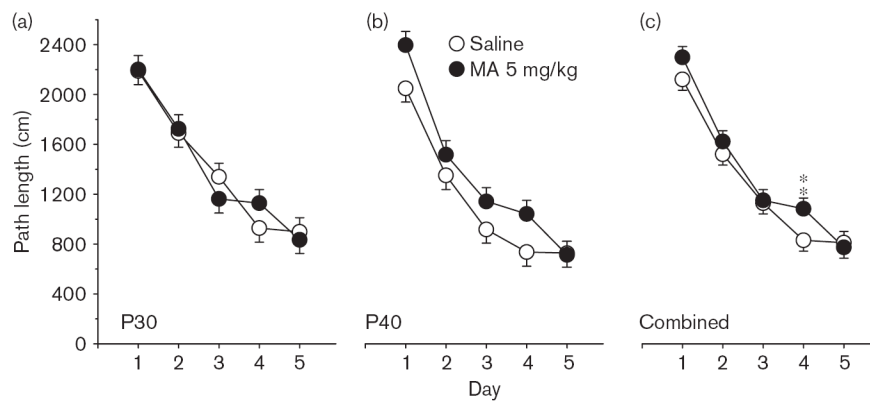 (a)
(b)
(c)
2400
2000
1600
1200
800
400
0
Path length (cm)
Saline
MA 5 mg/kg
**
P30
P40
Combined
1 2 3 4 5
1 2 3 4 5
1 2 3 4 5
Day